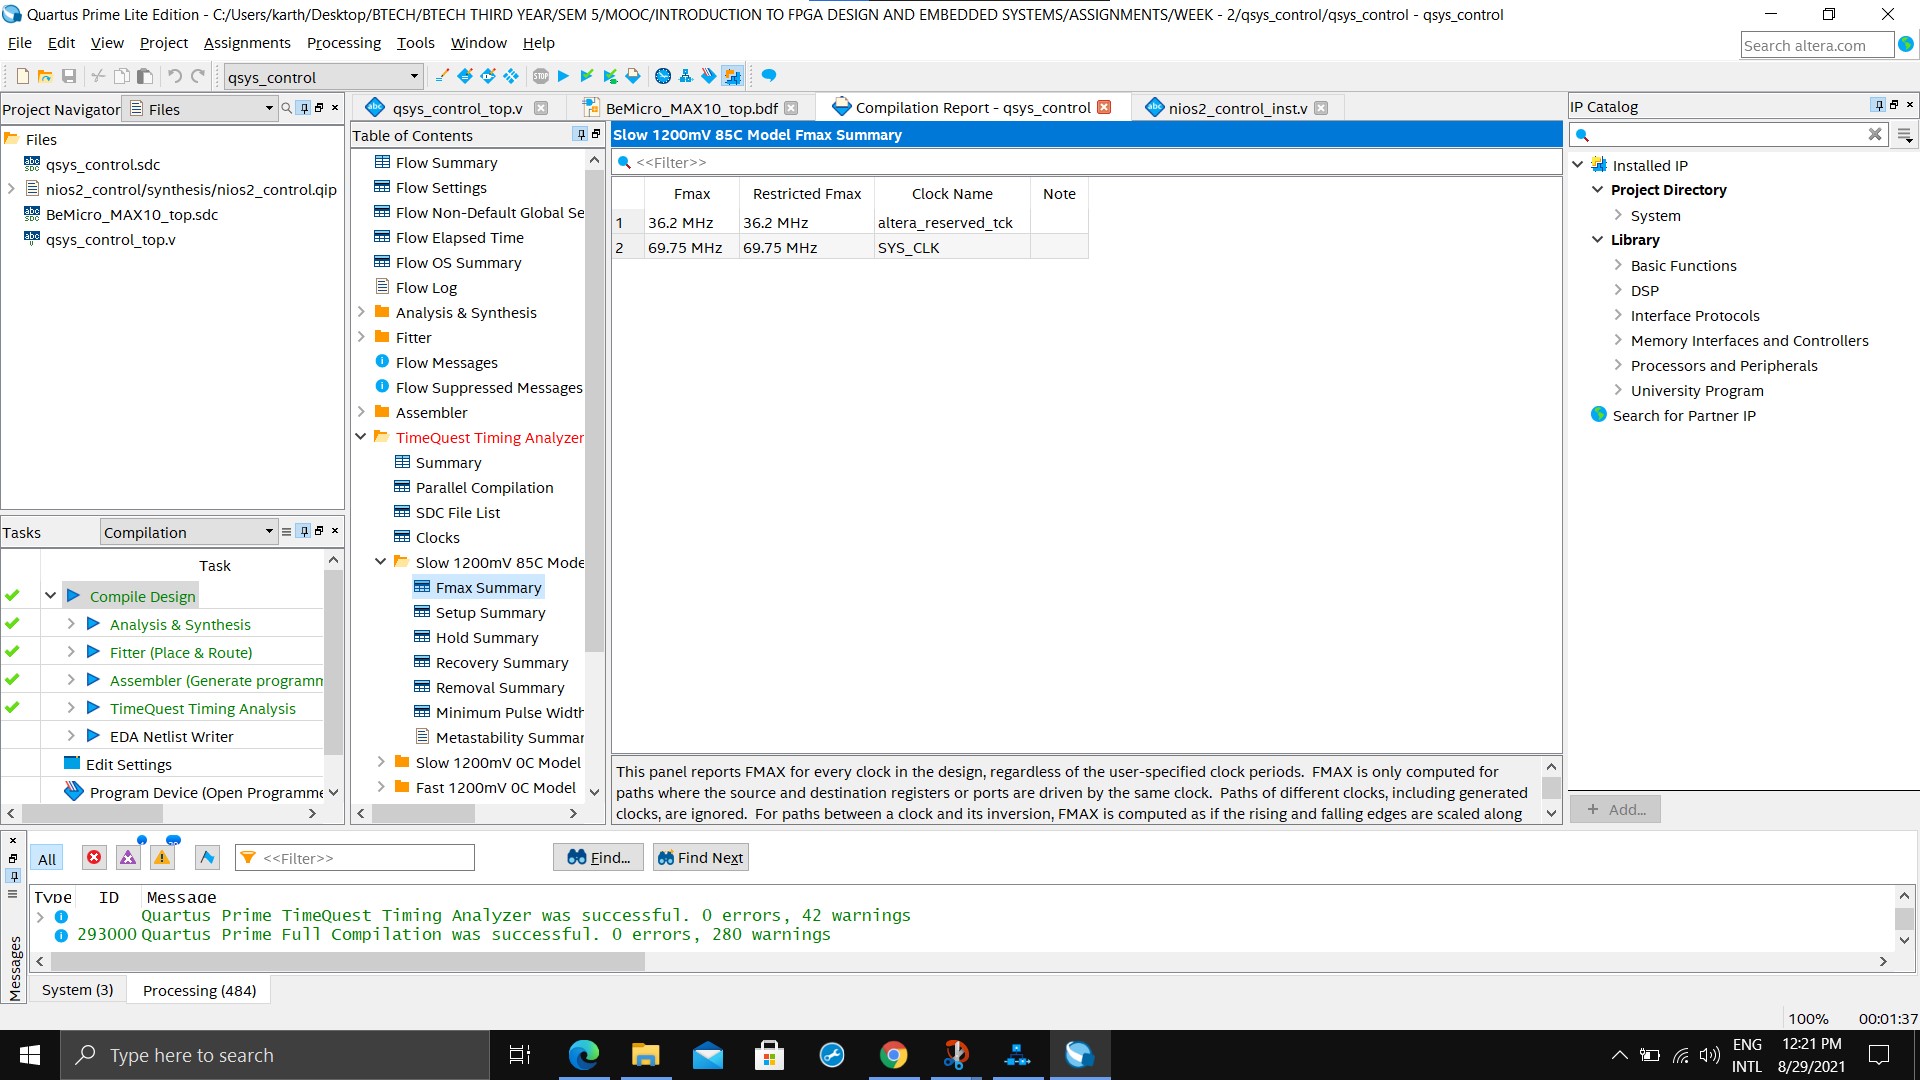 Quartus Prime Lite Edition - C:/Users/karth/Desktop/BTECH/BTECH THIRD YEAR/SEM 5/MOOC/INTRODUCTION TO FPGA DESIGN AND EMBEDDED SYSTEMS/ASSIGNMENTS/WEEK - 2/qsys_control/qsys_control - qsys_control
File Edit View Project Assignments Processing Tools Window Help
Search altera.com
qsys_control
STOP
Project Navigator Files
qsys_control_top.v BeMicro_MAX10_top.bdf Compilation Report - qsys_control nios2_control_inst.v
IP Catalog
Files
qsys_control.sdc
nios2_control/synthesis/nios2_control.qip
BeMicro_MAX10_top.sdc
qsys_control_top.v
Tasks Compilation
Task
Compile Design
Analysis & Synthesis
Fitter (Place & Route)
Assembler (Generate programm
TimeQuest Timing Analysis
EDA Netlist Writer
Edit Settings
Program Device (Open Programme
Table of Contents
Flow Summary
Flow Settings
Flow Non-Default Global Se
Flow Elapsed Time
Flow OS Summary
Flow Log
Analysis & Synthesis
Fitter
Flow Messages
Flow Suppressed Messages
Assembler
TimeQuest Timing Analyzer
Summary
Parallel Compilation
SDC File List
Clocks
Slow 1200mV 85C Mode
Fmax Summary
Setup Summary
Hold Summary
Recovery Summary
Removal Summary
Minimum Pulse Width
Metastability Summar
Slow 1200mV 0C Model
Fast 1200mV 0C Model
Slow 1200mV 85C Model Fmax Summary
<<Filter>>
Fmax Restricted Fmax Clock Name Note
1 36.2 MHz 36.2 MHz altera_reserved_tck
2 69.75 MHz 69.75 MHz SYS_CLK
This panel reports FMAX for every clock in the design, regardless of the user-specified clock periods. FMAX is only computed for
paths where the source and destination registers or ports are driven by the same clock. Paths of different clocks, including generated
clocks, are ignored. For paths between a clock and its inversion, FMAX is computed as if the rising and falling edges are scaled along
Installed IP
Project Directory
System
Library
Basic Functions
DSP
Interface Protocols
Memory Interfaces and Controllers
Processors and Peripherals
University Program
Search for Partner IP
+ Add...
All <<Filter>> Find... Find Next
Type ID Message
Quartus Prime TimeQuest Timing Analyzer was successful. 0 errors, 42 warnings
293000 Quartus Prime Full Compilation was successful. 0 errors, 280 warnings
Messages
System (3) Processing (484)
100% 00:01:37
Type here to search
ENG
INTL
12:21 PM
8/29/2021